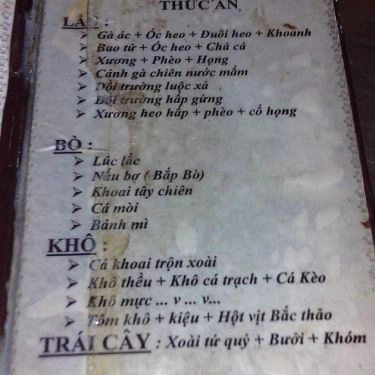 THỨC ĂN
LẨU :
Gà ác + Óc heo + Đuôi heo + Khoanh
Bao tử + Óc heo + Chả cá
Xương + Phèo + Họng
Cánh gà chiên nước mắm
Dồi trường luộc xả
Dồi trường hấp gừng
Xương heo hấp + phèo + cổ họng
BÒ :
Lúc lắc
Nấu bơ ( Bắp Bò)
Khoai tây chiên
Cá mòi
Bánh mì
KHÔ :
Cá khoai trộn xoài
Khô thều + Khô cá trạch + Cá Kèo
Khô mực ... v ... v...
Tôm khô + kiệu + Hột vịt Bắc thảo
TRÁI CÂY : Xoài tứ quý + Bưởi + Khóm